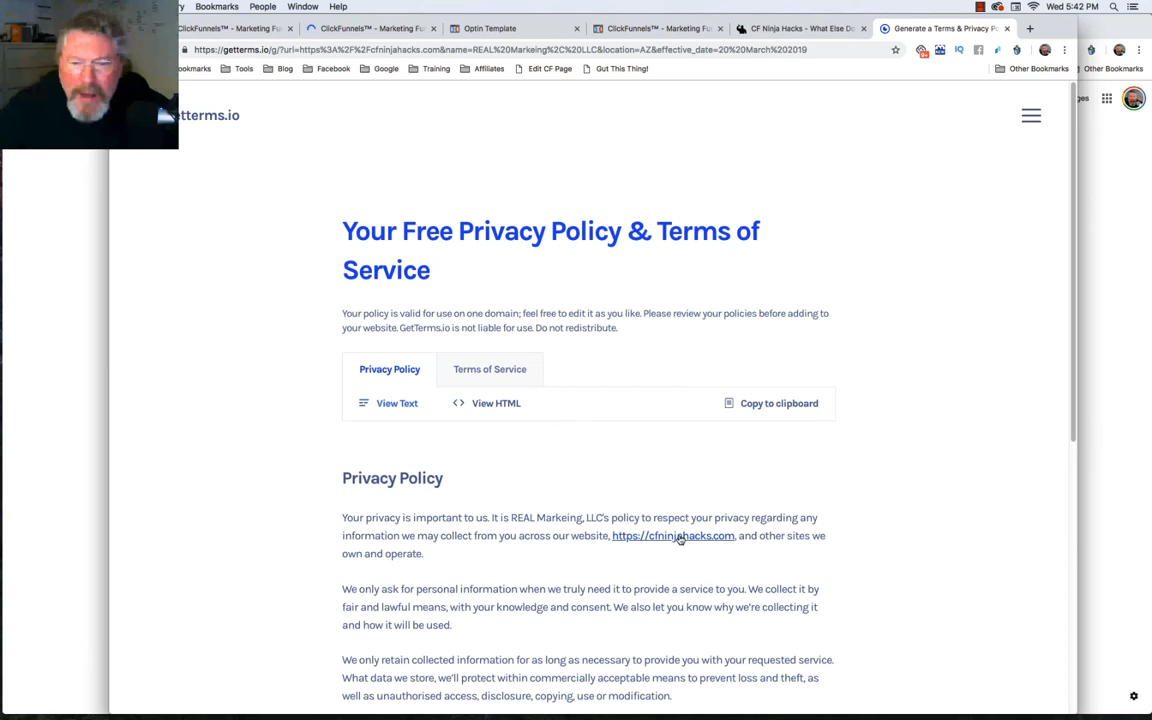 Bookmarks People Window Help Wed 5:42 PM
ClickFunnels™ - Marketing Fu ClickFunnels™ - Marketing Fu Optin Template ClickFunnels™ - Marketing Fu CF Ninja Hacks - What Else Do Generate a Terms & Privacy Po
https://getterms.io/g/?url=https%3A%2F%2Fcfninjahacks.com&name=REAL%20Markeing%2C%20LLC&location=AZ&effective_date=20%20March%202019
okmarks Tools Blog Facebook Google Training Affiliates Edit CF Page Gut This Thing! Other Bookmarks Other Bookmarks
etterms.io
Your Free Privacy Policy & Terms of
Service
Your policy is valid for use on one domain; feel free to edit it as you like. Please review your policies before adding to
your website. GetTerms.io is not liable for use. Do not redistribute.
Privacy Policy Terms of Service
View Text View HTML Copy to clipboard
Privacy Policy
Your privacy is important to us. It is REAL Markeing, LLC's policy to respect your privacy regarding any
information we may collect from you across our website, https://cfninjahacks.com, and other sites we
own and operate.
We only ask for personal information when we truly need it to provide a service to you. We collect it by
fair and lawful means, with your knowledge and consent. We also let you know why we're collecting it
and how it will be used.
We only retain collected information for as long as necessary to provide you with your requested service.
What data we store, we'll protect within commercially acceptable means to prevent loss and theft, as
well as unauthorised access, disclosure, copying, use or modification.